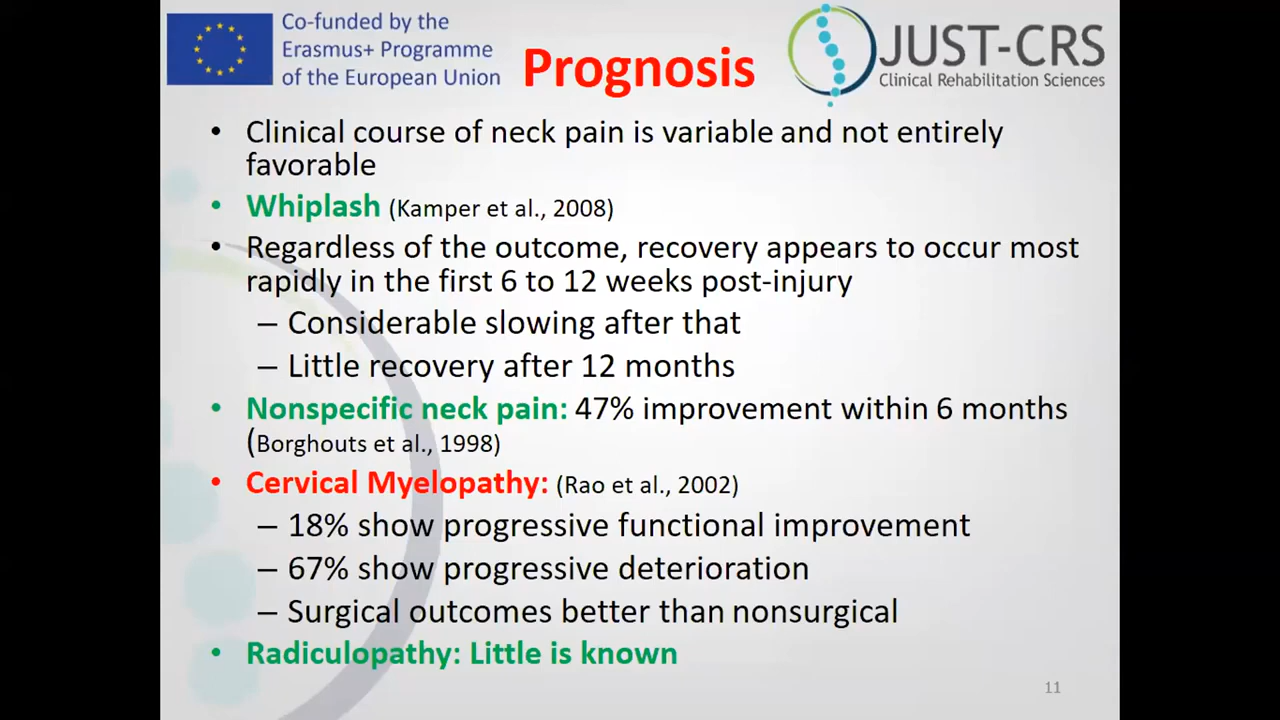 Co-funded by the
Erasmus+ Programme
of the European Union
Prognosis
JUST-CRS
Clinical Rehabilitation Sciences
• Clinical course of neck pain is variable and not entirely
favorable
• Whiplash (Kamper et al., 2008)
• Regardless of the outcome, recovery appears to occur most
rapidly in the first 6 to 12 weeks post-injury
– Considerable slowing after that
– Little recovery after 12 months
• Nonspecific neck pain: 47% improvement within 6 months
(Borghouts et al., 1998)
• Cervical Myelopathy: (Rao et al., 2002)
– 18% show progressive functional improvement
– 67% show progressive deterioration
– Surgical outcomes better than nonsurgical
• Radiculopathy: Little is known
11